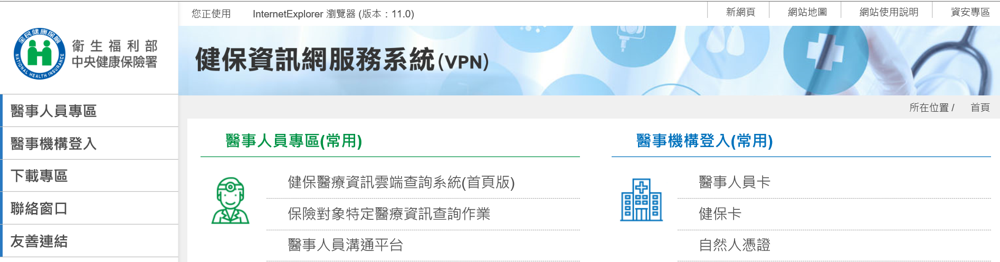 您正使用 InternetExplorer 瀏覽器 (版本：11.0)
新網頁 網站地圖 網站使用說明 資安專區
全民健康保險
NATIONAL HEALTH INSURANCE
衛生福利部
中央健康保險署
健保資訊網服務系統(VPN)
所在位置 / 首頁
醫事人員專區
醫事機構登入
下載專區
聯絡窗口
友善連結
醫事人員專區(常用)
健保醫療資訊雲端查詢系統(首頁版)
保險對象特定醫療資訊查詢作業
醫事人員溝通平台
醫事機構登入(常用)
醫事人員卡
健保卡
自然人憑證